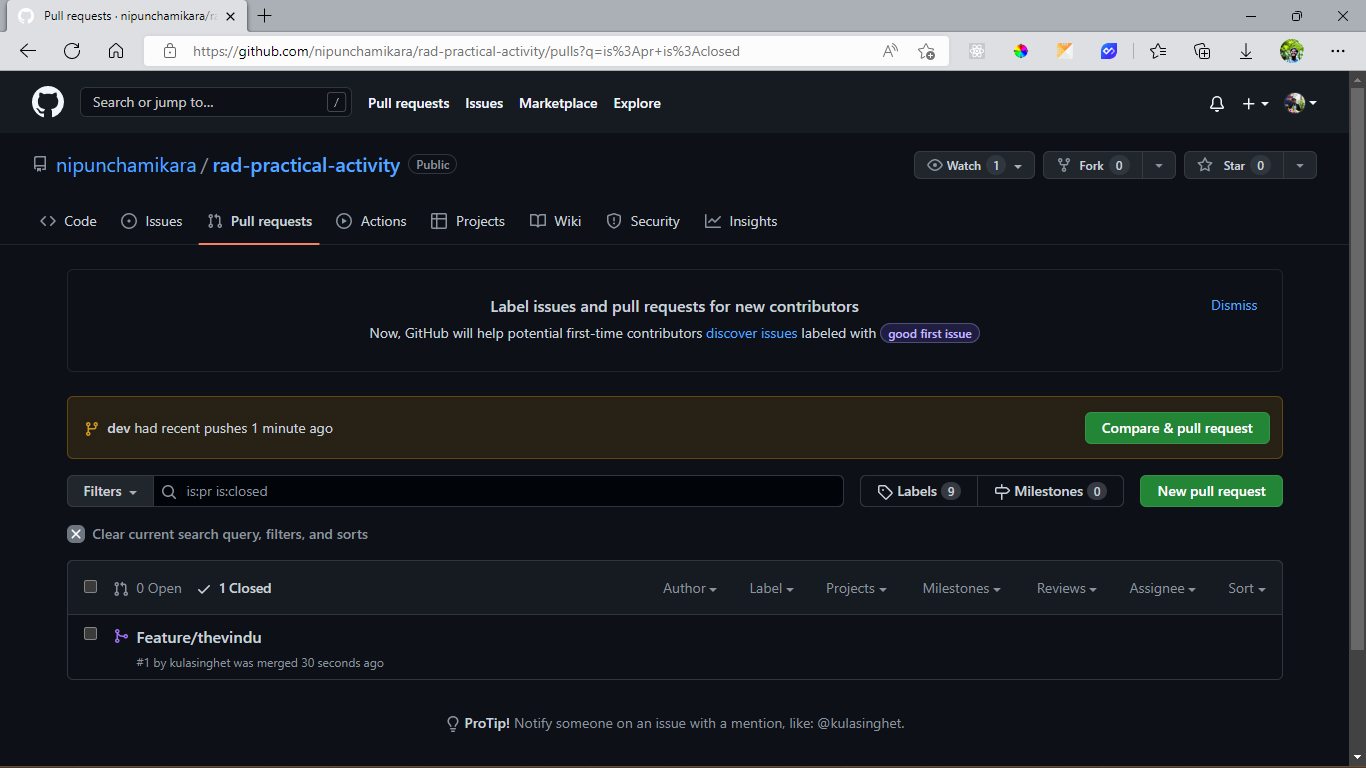 Pull requests · nipunchamikara/ra
https://github.com/nipunchamikara/rad-practical-activity/pulls?q=is%3Apr+is%3Aclosed
Search or jump to... /
Pull requests Issues Marketplace Explore
nipunchamikara / rad-practical-activity Public
Watch 1 Fork 0 Star 0
Code Issues Pull requests Actions Projects Wiki Security Insights
Label issues and pull requests for new contributors
Dismiss
Now, GitHub will help potential first-time contributors discover issues labeled with good first issue
dev had recent pushes 1 minute ago
Compare & pull request
Filters is:pr is:closed Labels 9 Milestones 0 New pull request
Clear current search query, filters, and sorts
0 Open 1 Closed Author Label Projects Milestones Reviews Assignee Sort
Feature/thevindu
#1 by kulasinghet was merged 30 seconds ago
ProTip! Notify someone on an issue with a mention, like: @kulasinghet.